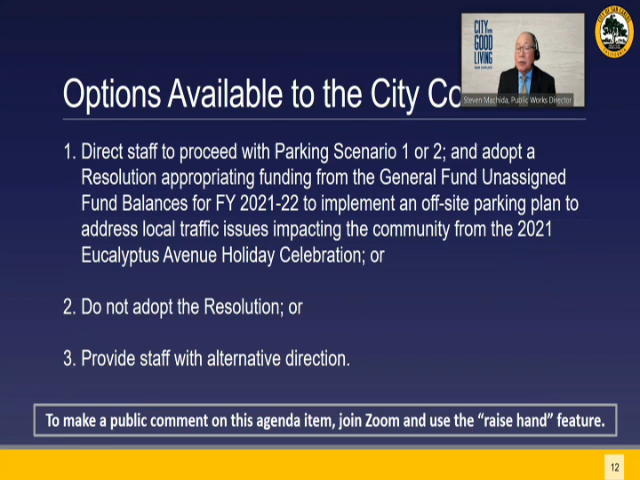 CITY OF
GOOD
LIVING
Steven Machida, Public Works Director
Options Available to the City Co
1. Direct staff to proceed with Parking Scenario 1 or 2; and adopt a
Resolution appropriating funding from the General Fund Unassigned
Fund Balances for FY 2021-22 to implement an off-site parking plan to
address local traffic issues impacting the community from the 2021
Eucalyptus Avenue Holiday Celebration; or
2. Do not adopt the Resolution; or
3. Provide staff with alternative direction.
To make a public comment on this agenda item, join Zoom and use the “raise hand” feature.
12